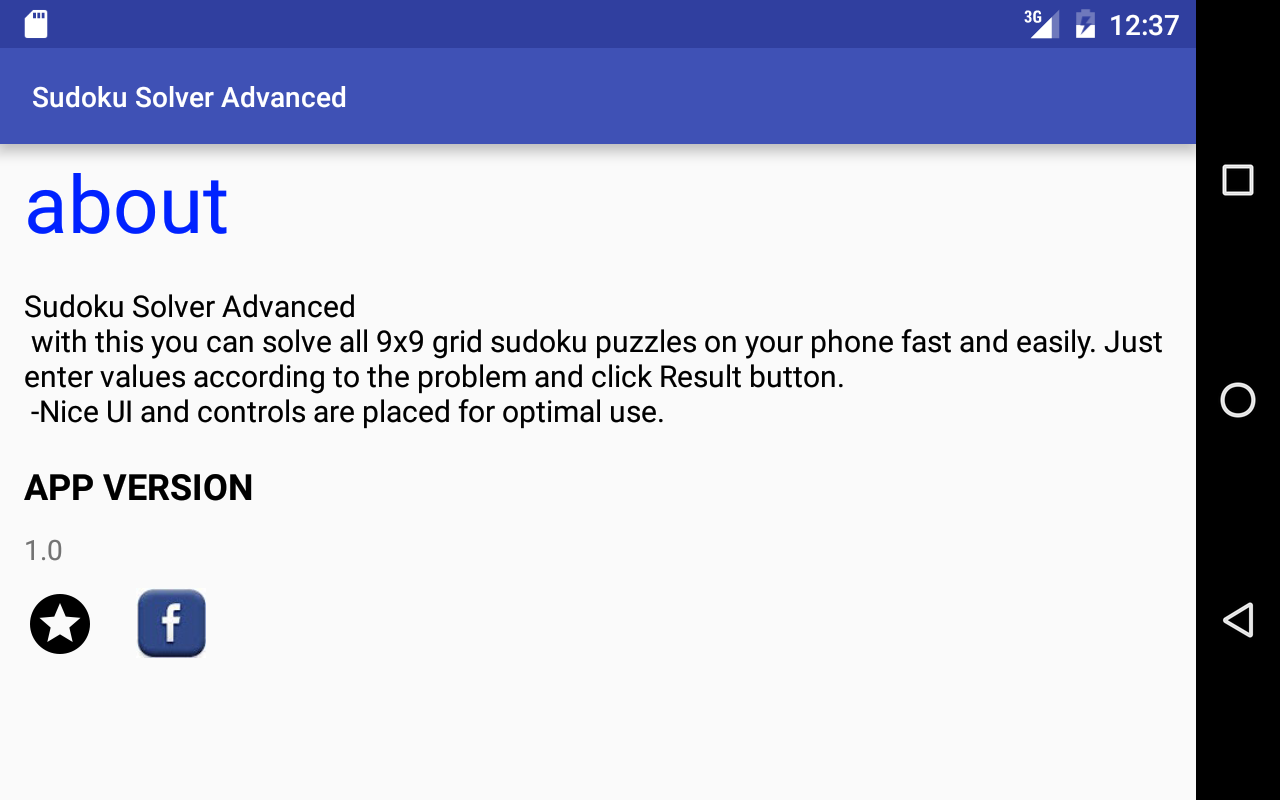 3G 12:37
Sudoku Solver Advanced
about
Sudoku Solver Advanced
with this you can solve all 9x9 grid sudoku puzzles on your phone fast and easily. Just
enter values according to the problem and click Result button.
-Nice UI and controls are placed for optimal use.
APP VERSION
1.0
f